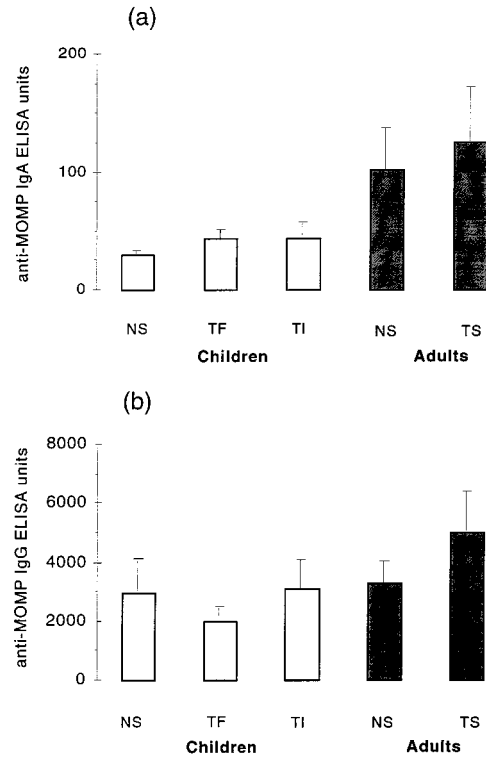 (a)
anti-MOMP IgA ELISA units
200
100
0
NS TF TI NS TS
Children Adults
(b)
anti-MOMP IgG ELISA units
8000
6000
4000
2000
0
NS TF TI NS TS
Children Adults